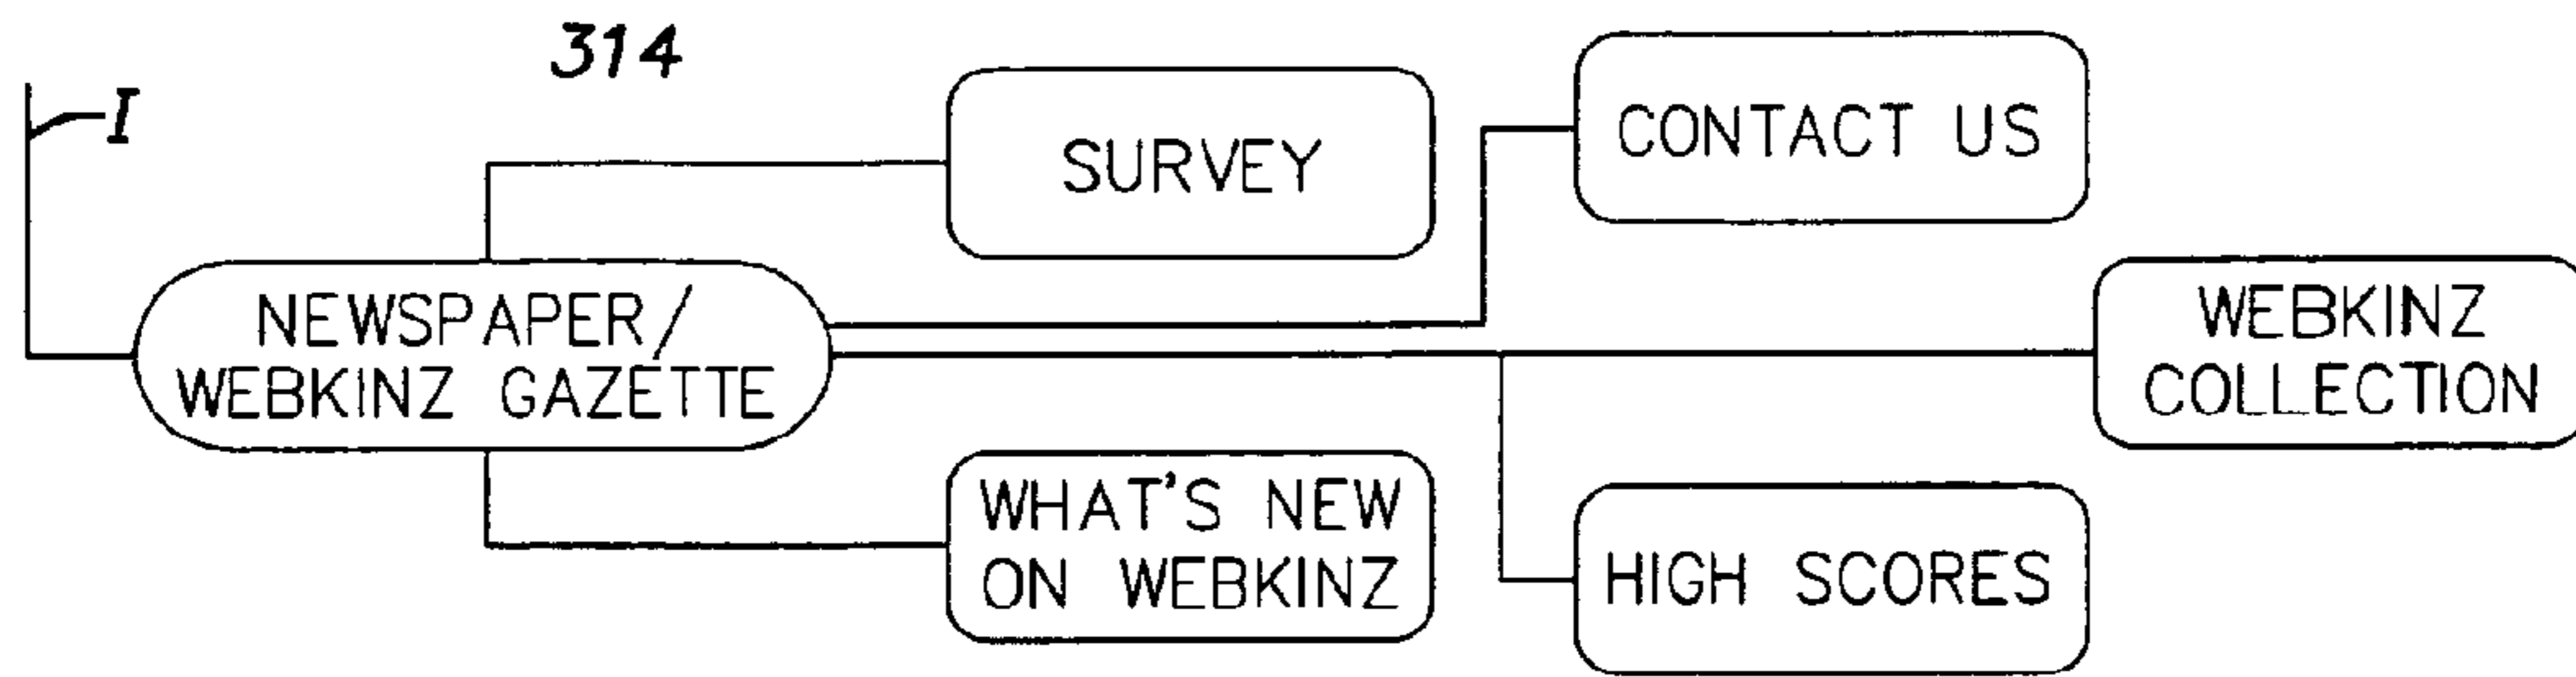 314
I
SURVEY
CONTACT US
NEWSPAPER/
WEBKINZ GAZETTE
WEBKINZ
COLLECTION
WHAT'S NEW
ON WEBKINZ
HIGH SCORES